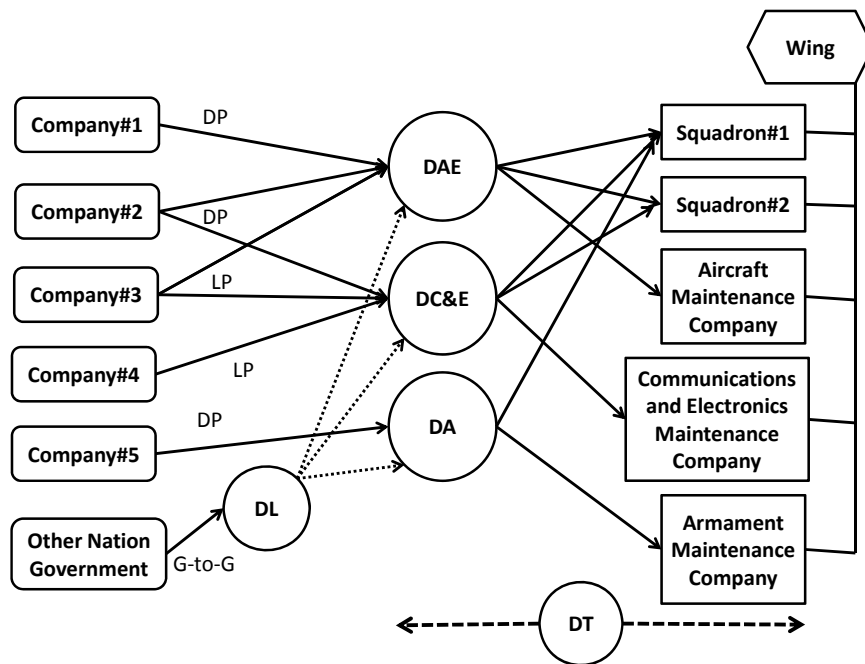 Wing
Company#1
DP
DAE
Squadron#1
Company#2
DP
Squadron#2
Company#3
LP
DC&E
Aircraft
Maintenance
Company
Company#4
LP
Communications
and Electronics
Maintenance
Company
Company#5
DP
DA
DL
Other Nation
Government
G-to-G
Armament
Maintenance
Company
DT